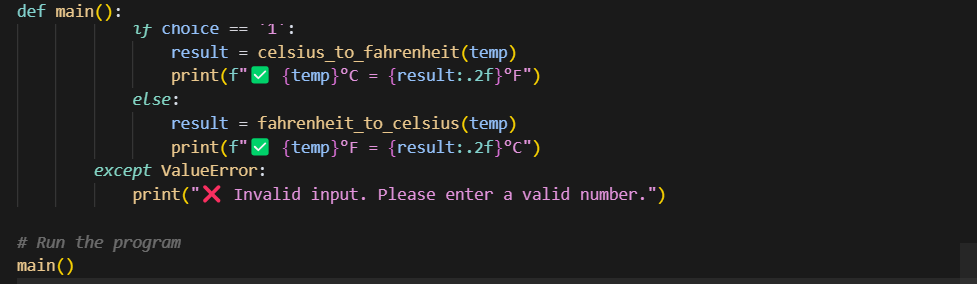 def main():
            if choice == '1':
                result = celsius_to_fahrenheit(temp)
                print(f"✅ {temp}°C = {result:.2f}°F")
            else:
                result = fahrenheit_to_celsius(temp)
                print(f"✅ {temp}°F = {result:.2f}°C")
        except ValueError:
            print("❌ Invalid input. Please enter a valid number.")

# Run the program
main()